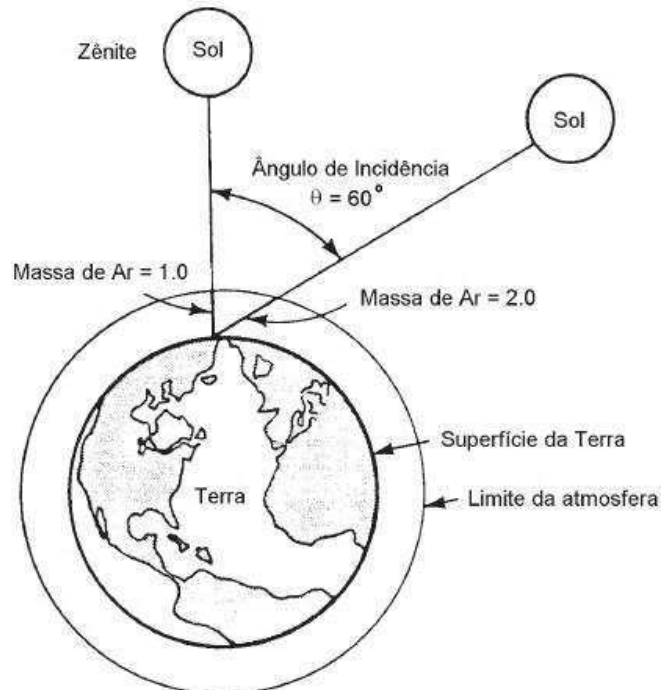 Zênite
Sol
Sol
Ângulo de Incidência
θ = 60°
Massa de Ar = 1.0
Massa de Ar = 2.0
Superfície da Terra
Terra
Limite da atmosfera